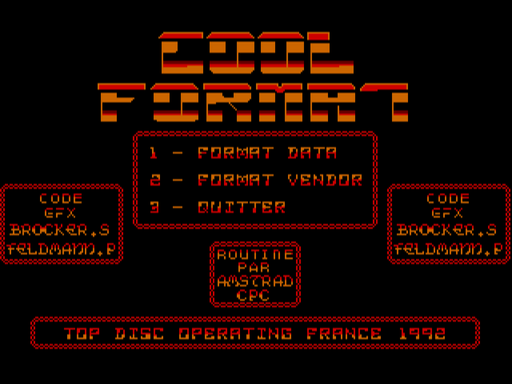 COOL
FORMAT
1 - FORMAT DATA
2 - FORMAT VENDOR
3 - QUITTER
CODE
GFX
BROCKER.S
FELDMANN.P
CODE
GFX
BROCKER.S
FELDMANN.P
ROUTINE
PAR
AMSTRAD
CPC
TOP DISC OPERATING FRANCE 1992